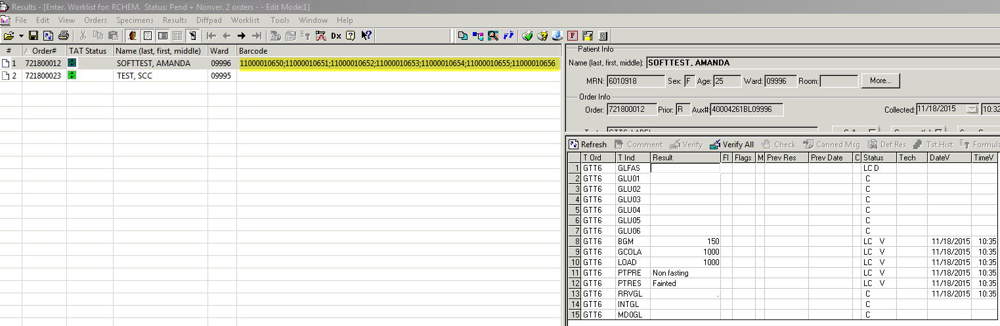 Results - [Enter. Worklist for: RCHEM. Status: Pend + Nonver. 2 orders - - Edit Mode:1]
File Edit View Orders Specimens Results Diffpad Worklist Tools Window Help
Dx
F
# Order# TAT Status Name (last, first, middle) Ward Barcode
1 721800012 SOFTTEST, AMANDA 09996 11000010650;11000010651;11000010652;11000010653;11000010654;11000010655;11000010656
2 721800023 TEST, SCC 09995
Patient Info
Name (last, first, middle): SOFTTEST, AMANDA
MRN: 6010918 Sex: F Age: 25 Ward: 09996 Room: More...
Order Info
Order: 721800012 Prior: R Aux#: 40004261BL09996 Collected: 11/18/2015 10:32
Refresh Comment Verify Verify All Check Canned Msg Def Res Tst Hist Formula
T Ord T Ind Result Fl Flags M Prev Res Prev Date C Status Tech DateV TimeV
1 GTT6 GLFAS LC D
2 GTT6 GLU01 C
3 GTT6 GLU02 C
4 GTT6 GLU03 C
5 GTT6 GLU04 C
6 GTT6 GLU05 C
7 GTT6 GLU06 C
8 GTT6 BGM 150 LC V 11/18/2015 10:35
9 GTT6 GCOLA 1000 LC V 11/18/2015 10:35
10 GTT6 LOAD 1000 LC V 11/18/2015 10:35
11 GTT6 PTPRE Non fasting LC V 11/18/2015 10:35
12 GTT6 PTRES Fainted LC V 11/18/2015 10:35
13 GTT6 RRVGL . C 11/18/2015 10:35
14 GTT6 INTGL C
15 GTT6 MD0GL C